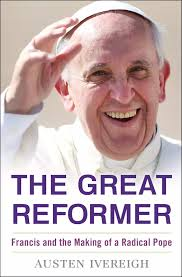 THE GREAT
REFORMER
Francis and the Making of a Radical Pope
AUSTEN IVEREIGH